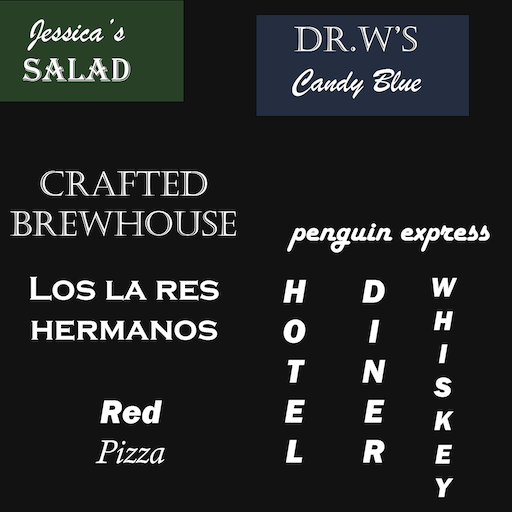 Jessica's
SALAD
DR.W'S
Candy Blue
CRAFTED
BREWHOUSE
penguin express
LOS LA RES
HERMANOS
Red
Pizza
HOTEL
DINER
WHISKEY